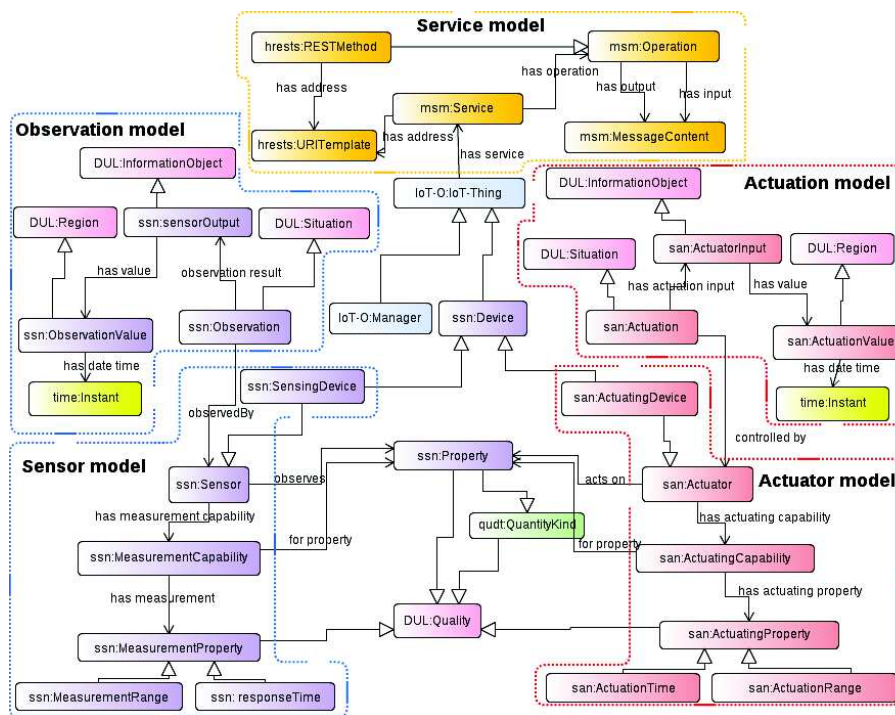 Service model
hrests:RESTMethod
msm:Operation
has operation
has address
has output
has input
msm:Service
has address
hrests:URITemplate
msm:MessageContent
has service
Observation model
DUL:InformationObject
DUL:Region
ssn:sensorOutput
DUL:Situation
has value
observation result
ssn:ObservationValue
ssn:Observation
has date time
time:Instant
observedBy
IoT-O:IoT-Thing
IoT-O:Manager
ssn:Device
Actuation model
DUL:InformationObject
DUL:Situation
san:ActuatorInput
DUL:Region
has actuation input
has value
san:Actuation
san:ActuationValue
has date time
time:Instant
controlled by
ssn:SensingDevice
san:ActuatingDevice
Sensor model
ssn:Sensor
observes
ssn:Property
acts on
san:Actuator
Actuator model
has measurement capability
qudt:QuantityKind
has actuating capability
ssn:MeasurementCapability
for property
for property
san:ActuatingCapability
has measurement
has actuating property
ssn:MeasurementProperty
DUL:Quality
san:ActuatingProperty
ssn:MeasurementRange
ssn: responseTime
san:ActuationTime
san:ActuationRange